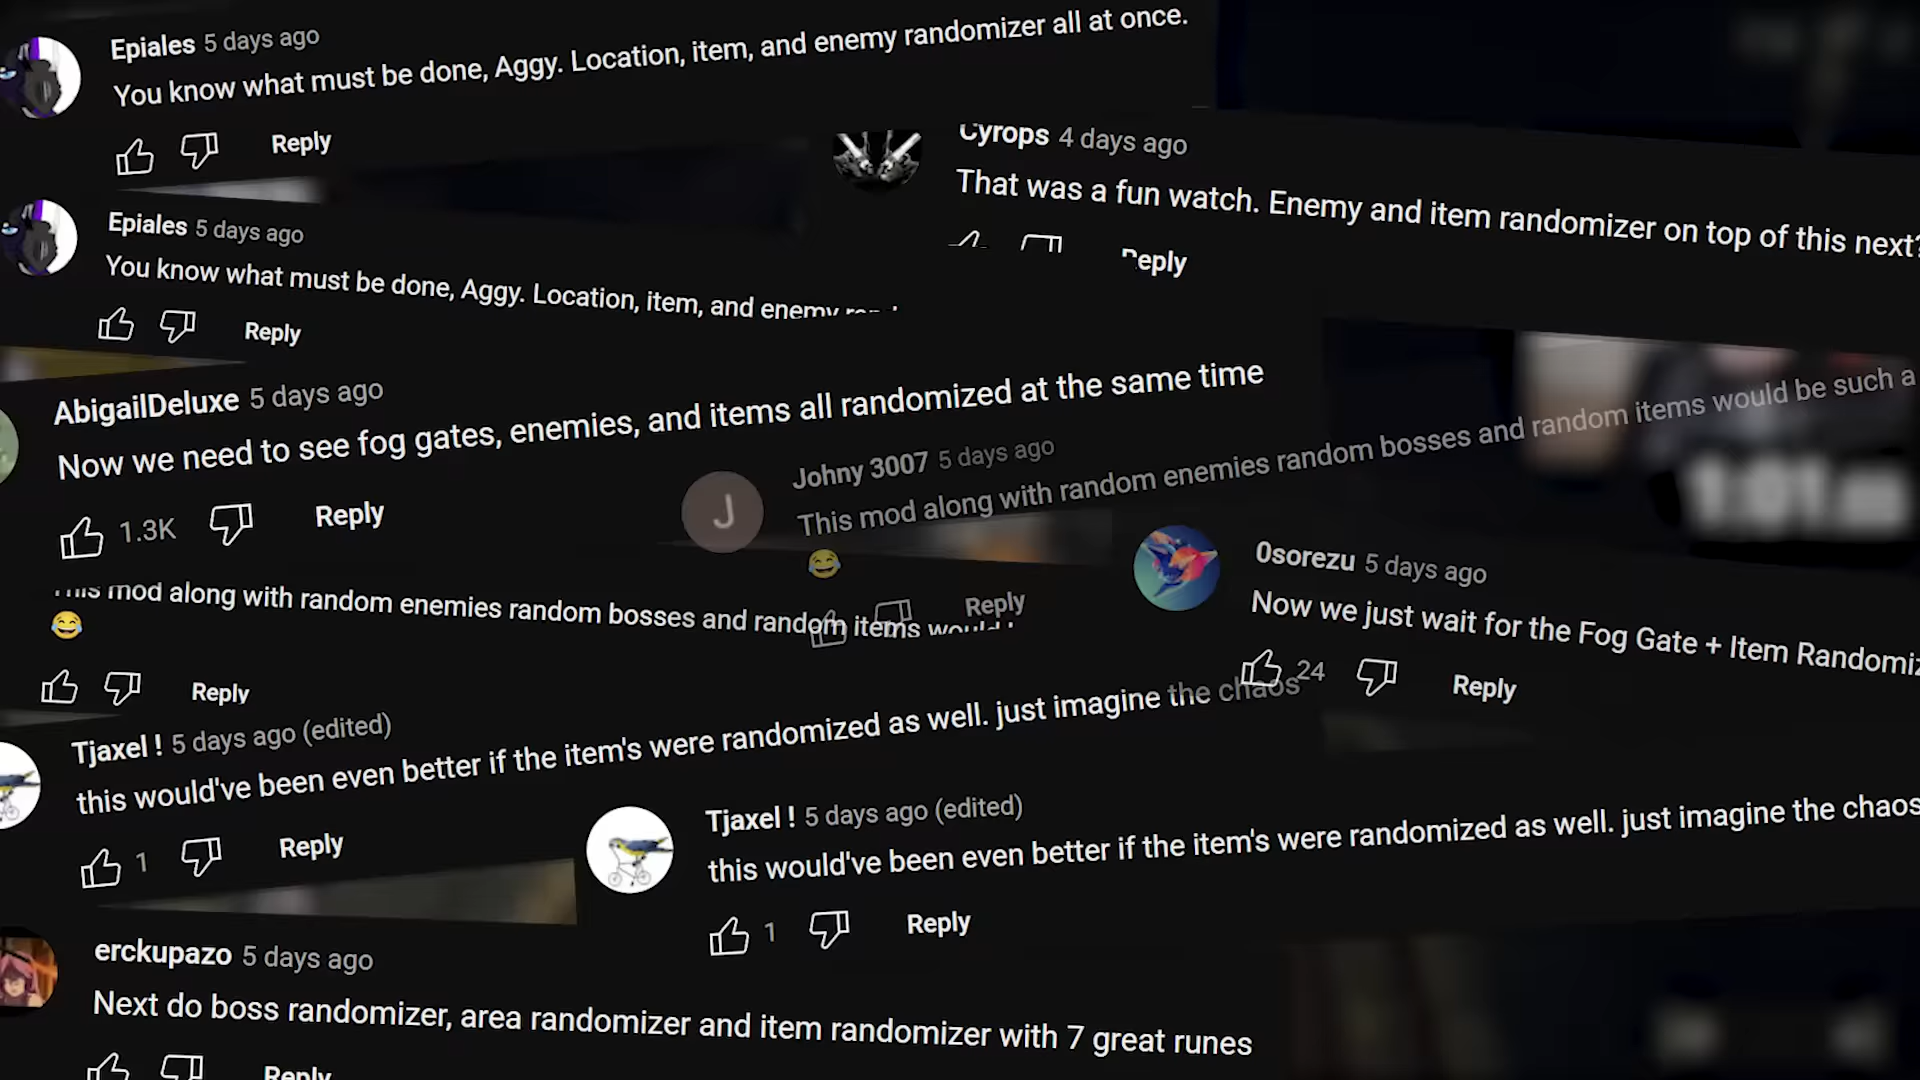 Epiales 5 days ago
You know what must be done, Aggy. Location, item, and enemy randomizer all at once.
Reply
Cyrops 4 days ago
That was a fun watch. Enemy and item randomizer on top of this next?
Reply
Epiales 5 days ago
You know what must be done, Aggy. Location, item, and enemy
Reply
AbigailDeluxe 5 days ago
Now we need to see fog gates, enemies, and items all randomized at the same time
1.3K Reply
Johny 3007 5 days ago
This mod along with random enemies random bosses and random items would be such a
😂
Reply
J
This mod along with random enemies random bosses and random items would
😂
Reply
0sorezu 5 days ago
Now we just wait for the Fog Gate + Item Randomiz
24 Reply
Tjaxel ! 5 days ago (edited)
this would've been even better if the item's were randomized as well. just imagine the chaos
1 Reply
Tjaxel ! 5 days ago (edited)
this would've been even better if the item's were randomized as well. just imagine the chaos
1 Reply
erckupazo 5 days ago
Next do boss randomizer, area randomizer and item randomizer with 7 great runes
Reply